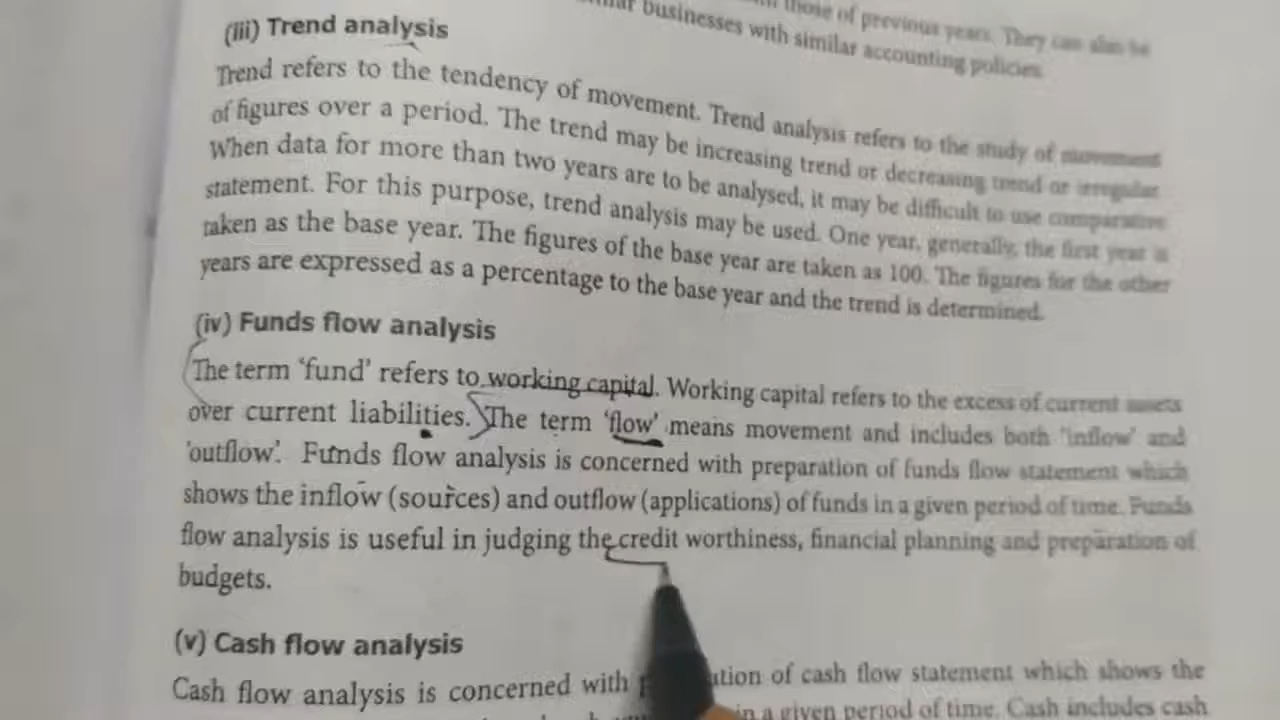 those of previous years. They can also be
businesses with similar accounting policies.
(iii) Trend analysis
Trend refers to the tendency of movement. Trend analysis refers to the study of movement
of figures over a period. The trend may be increasing trend or decreasing trend or irregular.
When data for more than two years are to be analysed, it may be difficult to use comparative
statement. For this purpose, trend analysis may be used. One year, generally, the first year is
taken as the base year. The figures of the base year are taken as 100. The figures for the other
years are expressed as a percentage to the base year and the trend is determined.
(iv) Funds flow analysis
The term ‘fund’ refers to working capital. Working capital refers to the excess of current assets
over current liabilities. The term ‘flow’ means movement and includes both ‘inflow’ and
‘outflow’. Funds flow analysis is concerned with preparation of funds flow statement which
shows the inflow (sources) and outflow (applications) of funds in a given period of time. Funds
flow analysis is useful in judging the credit worthiness, financial planning and preparation of
budgets.
(v) Cash flow analysis
Cash flow analysis is concerned with of cash flow statement which shows the
in a given period of time. Cash includes cash